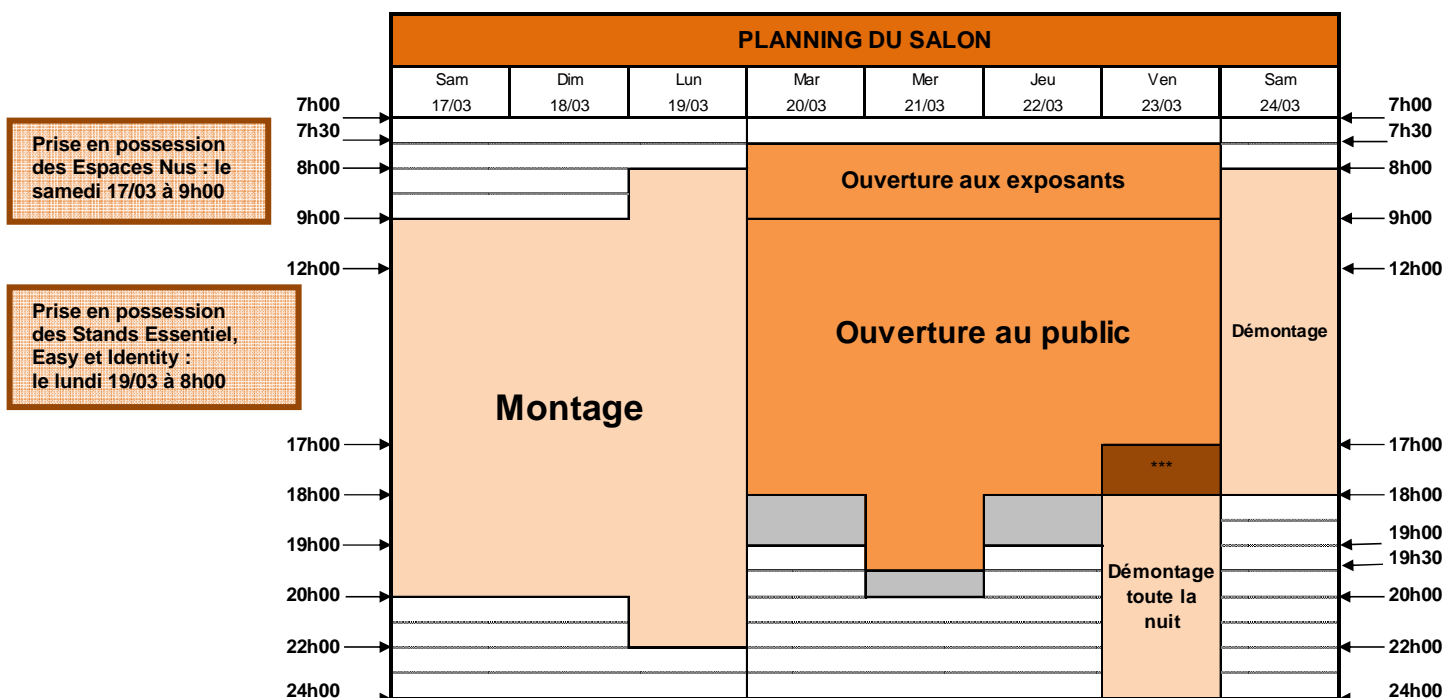 PLANNING DU SALON
Sam Dim Lun Mar Mer Jeu Ven Sam
17/03 18/03 19/03 20/03 21/03 22/03 23/03 24/03
7h00 7h00
7h30 7h30
Prise en possession
des Espaces Nus : le
samedi 17/03 à 9h00
8h00 8h00
Ouverture aux exposants
9h00 9h00
12h00 12h00
Prise en possession
des Stands Essentiel,
Easy et Identity :
le lundi 19/03 à 8h00
Ouverture au public
Démontage
Montage
17h00 17h00
***
18h00 18h00
19h00 19h00
19h30
Démontage
toute la
nuit
20h00 20h00
22h00 22h00
24h00 24h00